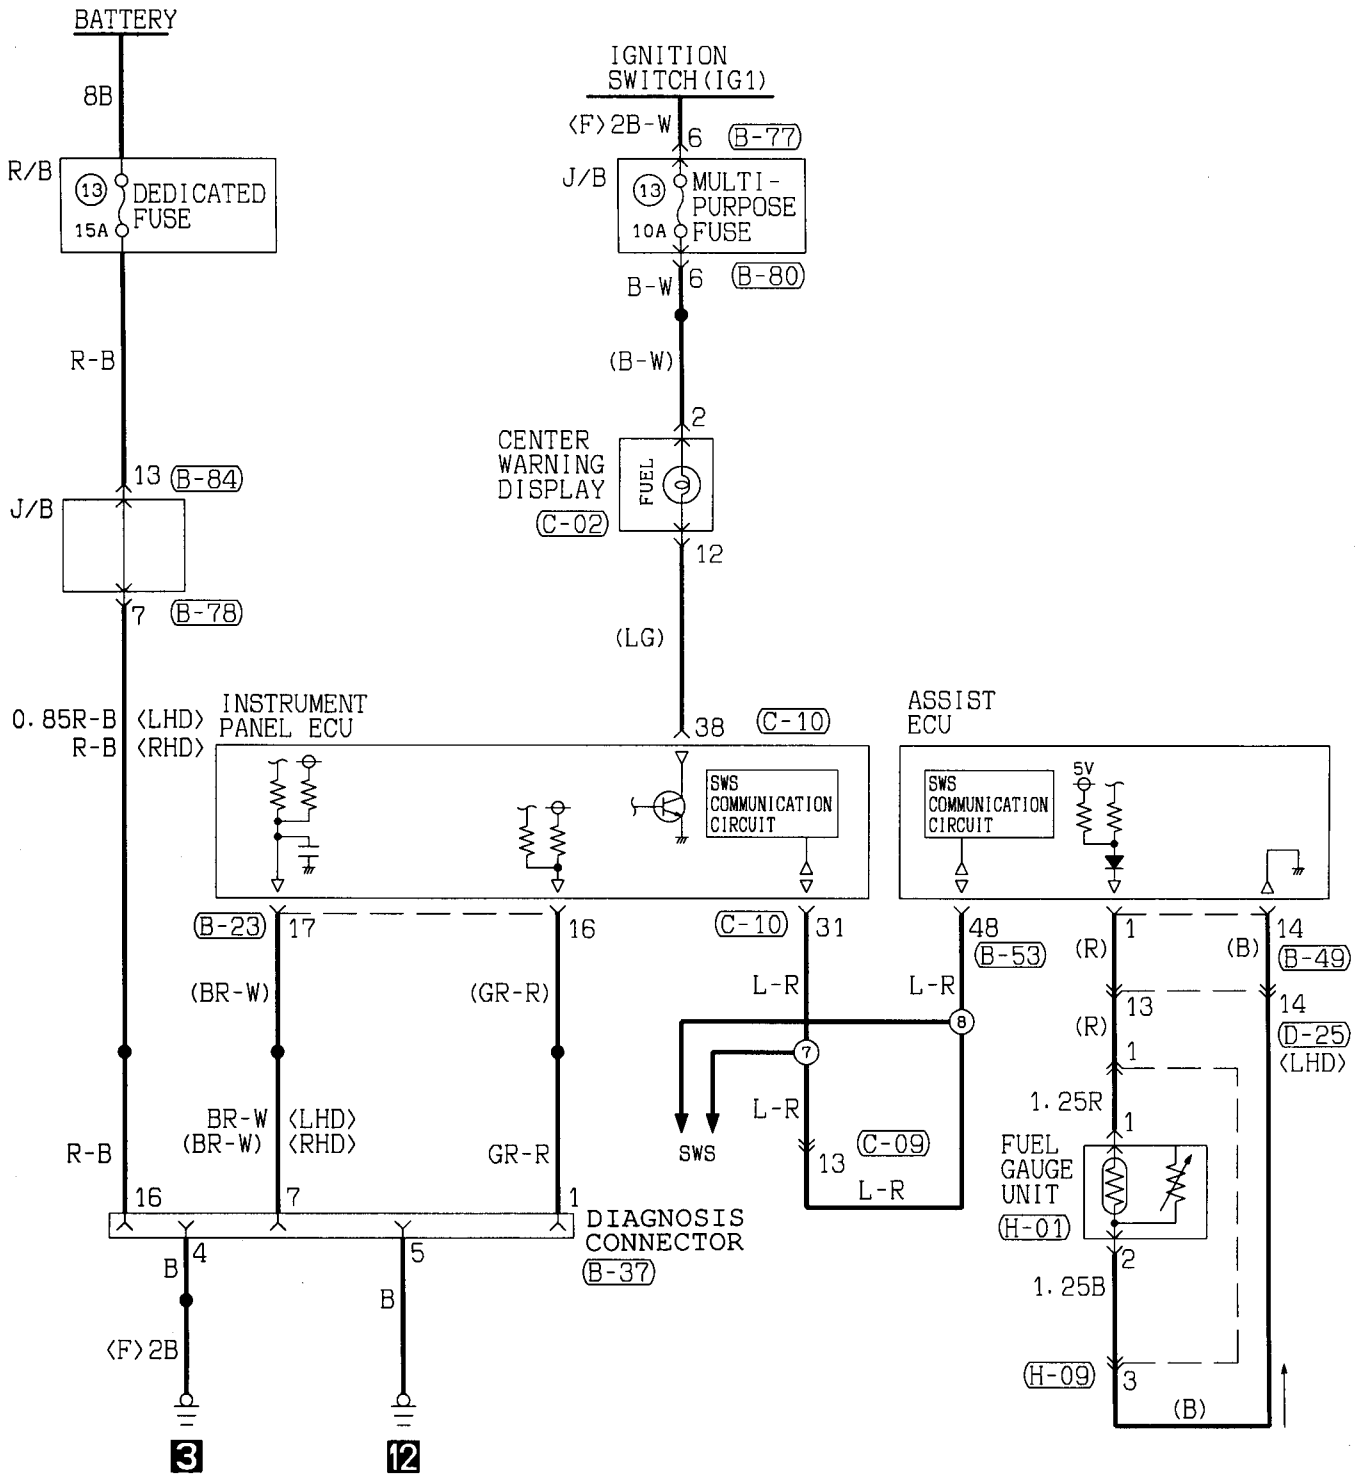 BATTERY
8B
R/B
13
DEDICATED
15A
FUSE
R-B
13
B-84
J/B
7
B-78
0.85R-B <LHD>
R-B <RHD>
IGNITION
SWITCH(IG1)
<F>2B-W
6
B-77
J/B
13
MULTI-
PURPOSE
10A
FUSE
6
B-80
B-W
(B-W)
2
CENTER
WARNING
DISPLAY
FUEL
C-02
12
(LG)
INSTRUMENT
PANEL ECU
38
C-10
SWS
COMMUNICATION
CIRCUIT
ASSIST
ECU
SWS
COMMUNICATION
CIRCUIT
5V
B-23
17
16
C-10
31
48
B-53
1
14
B-49
(R)
(B)
(BR-W)
(GR-R)
L-R
L-R
13
14
D-25
<LHD>
(R)
8
7
1
BR-W <LHD>
(BR-W) <RHD>
L-R
1.25R
R-B
GR-R
SWS
13
C-09
L-R
1
FUEL
GAUGE
UNIT
H-01
2
1.25B
16
7
1
DIAGNOSIS
CONNECTOR
B-37
4
5
B
B
<F>2B
H-09
3
(B)
3
12